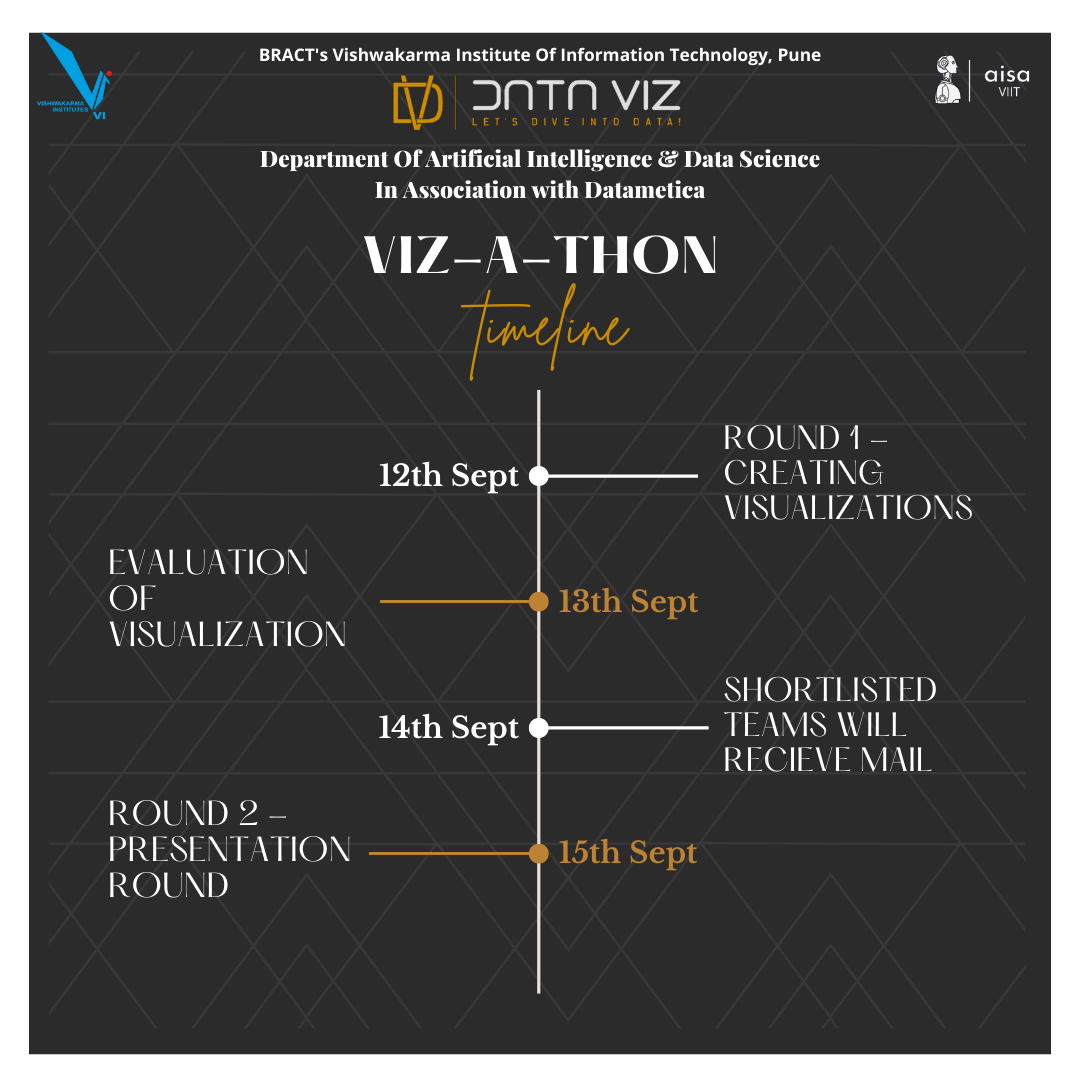 BRACT's Vishwakarma Institute Of Information Technology, Pune
VISHWAKARMA
INSTITUTES
VI
DATA VIZ
LET'S DIVE INTO DATA!
aisa
VIIT
Department Of Artificial Intelligence & Data Science
In Association with Datametica
VIZ-A-THON
timeline
12th Sept
ROUND 1 -
CREATING
VISUALIZATIONS
EVALUATION
OF
VISUALIZATION
13th Sept
14th Sept
SHORTLISTED
TEAMS WILL
RECIEVE MAIL
ROUND 2 -
PRESENTATION
ROUND
15th Sept